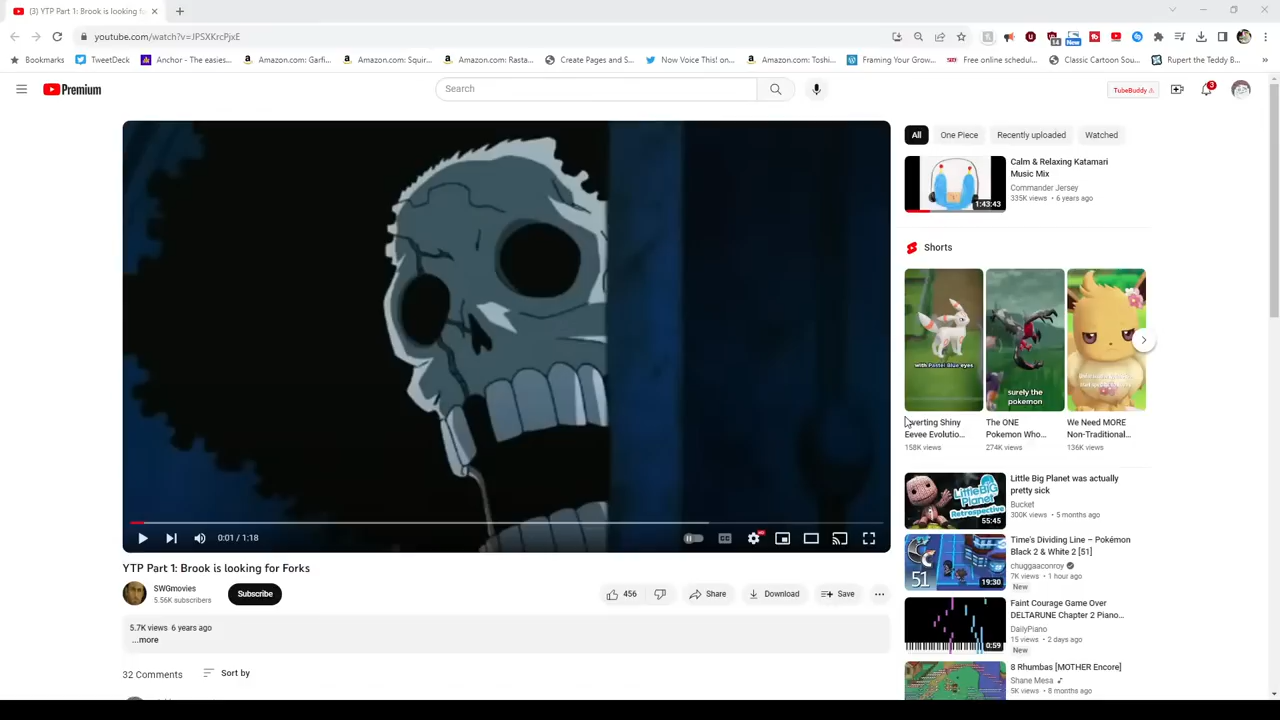 (3) YTP Part 1: Brook is looking f
youtube.com/watch?v=JPSXKrcPjxE
14
New
Bookmarks
TweetDeck
Anchor - The easies...
Amazon.com: Garfi...
Amazon.com: Squir...
Amazon.com: Rasta...
Create Pages and S...
Now Voice This! on...
Amazon.com: Toshi...
Framing Your Grow...
Free online schedul...
Classic Cartoon Sou...
Rupert the Teddy B...
Premium
Search
TubeBuddy
3
All
One Piece
Recently uploaded
Watched
Calm & Relaxing Katamari
Music Mix
Commander Jersey
335K views • 6 years ago
1:43:43
Shorts
with Pastel Blue eyes
surely the
pokemon
verting Shiny
Eevee Evolutio...
158K views
The ONE
Pokemon Who...
274K views
We Need MORE
Non-Traditional...
136K views
LittleBIG
Planet
Retrospective
55:45
Little Big Planet was actually
pretty sick
Bucket
300K views • 5 months ago
C
51
19:30
Time's Dividing Line – Pokémon
Black 2 & White 2 [51]
chuggaaconroy
7K views • 1 hour ago
New
0:59
Faint Courage Game Over
DELTARUNE Chapter 2 Piano...
DailyPiano
15 views • 2 days ago
New
8 Rhumbas [MOTHER Encore]
Shane Mesa
5K views • 8 months ago
0:01 / 1:18
YTP Part 1: Brook is looking for Forks
SWGmovies
5.56K subscribers
Subscribe
456
Share
Download
Save
5.7K views 6 years ago
...more
32 Comments
Sort by